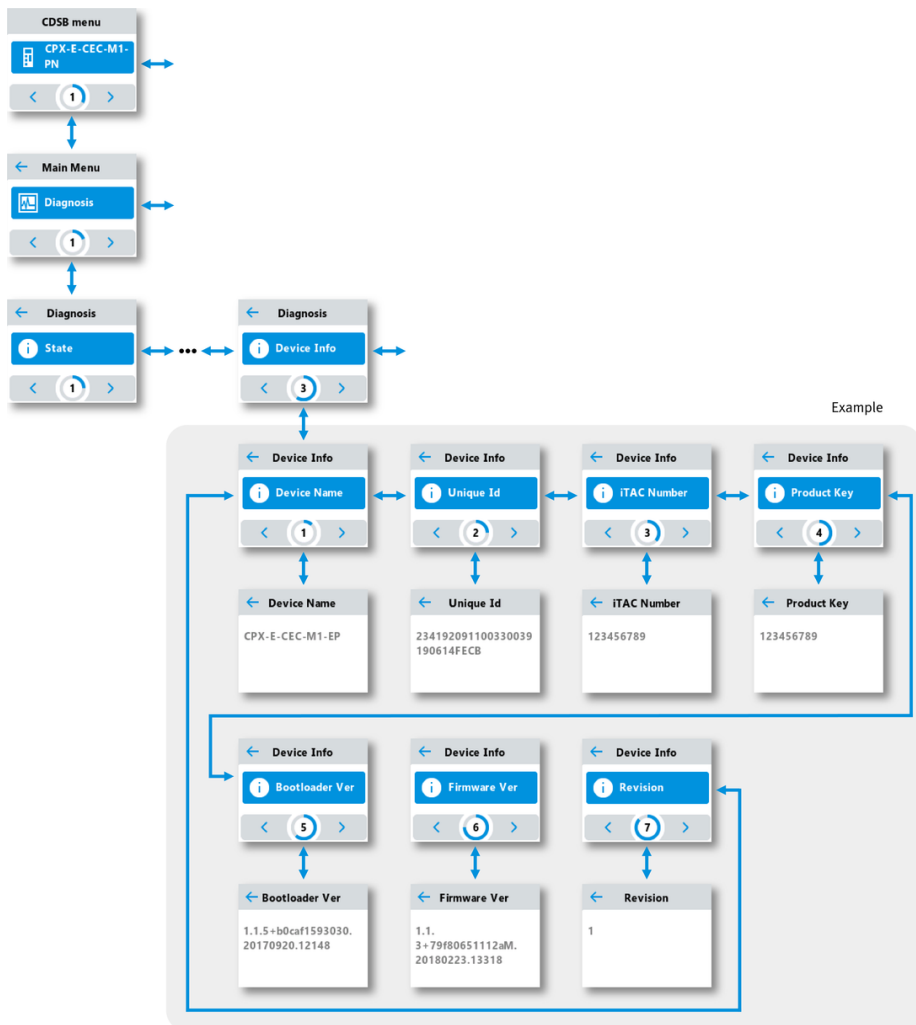 CDSB menu
CPX-E-CEC-M1-
PN
1
Main Menu
Diagnosis
1
Diagnosis
State
1
•••
Diagnosis
Device Info
3
Example
Device Info
Device Name
1
Device Info
Unique Id
2
Device Info
iTAC Number
3
Device Info
Product Key
4
Device Name
CPX-E-CEC-M1-EP
Unique Id
234192091100330039
190614FECB
iTAC Number
123456789
Product Key
123456789
Device Info
Bootloader Ver
5
Device Info
Firmware Ver
6
Device Info
Revision
7
Bootloader Ver
1.1.5+b0caf1593030.
20170920.12148
Firmware Ver
1.1.
3+79f80651112aM.
20180223.13318
Revision
1